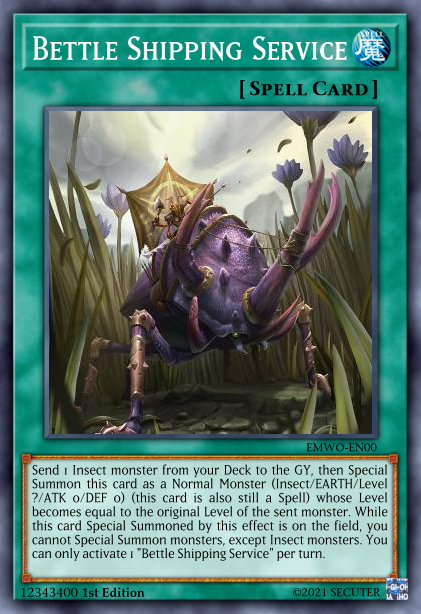 Bettle Shipping Service 魔
[Spell Card]
EMWO-EN00
Send 1 Insect monster from your Deck to the GY, then Special
Summon this card as a Normal Monster (Insect/EARTH/Level
?/ATK 0/DEF 0) (this card is also still a Spell) whose Level
becomes equal to the original Level of the sent monster. While
this card Special Summoned by this effect is on the field, you
cannot Special Summon monsters, except Insect monsters. You
can only activate 1 "Bettle Shipping Service" per turn.
12343400 1st Edition ©2021 SECUTER